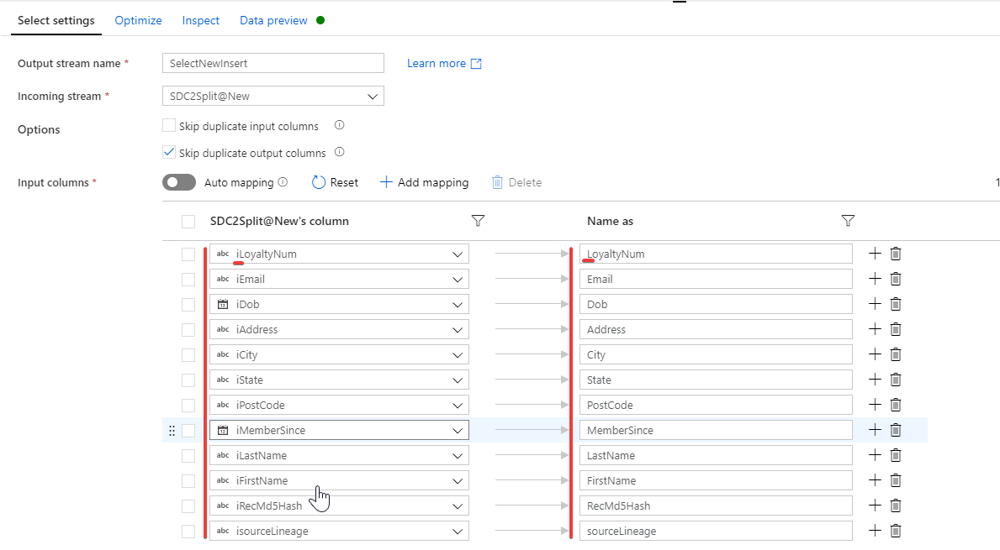 Select settings Optimize Inspect Data preview
Output stream name * SelectNewInsert Learn more
Incoming stream * SDC2Split@New
Options Skip duplicate input columns
Skip duplicate output columns
Input columns * Auto mapping Reset Add mapping Delete 1
SDC2Split@New's column Name as
abc iLoyaltyNum LoyaltyNum
abc iEmail Email
12 iDob Dob
abc iAddress Address
abc iCity City
abc iState State
abc iPostCode PostCode
12 iMemberSince MemberSince
abc iLastName LastName
abc iFirstName FirstName
abc iRecMd5Hash RecMd5Hash
abc isourceLineage sourceLineage